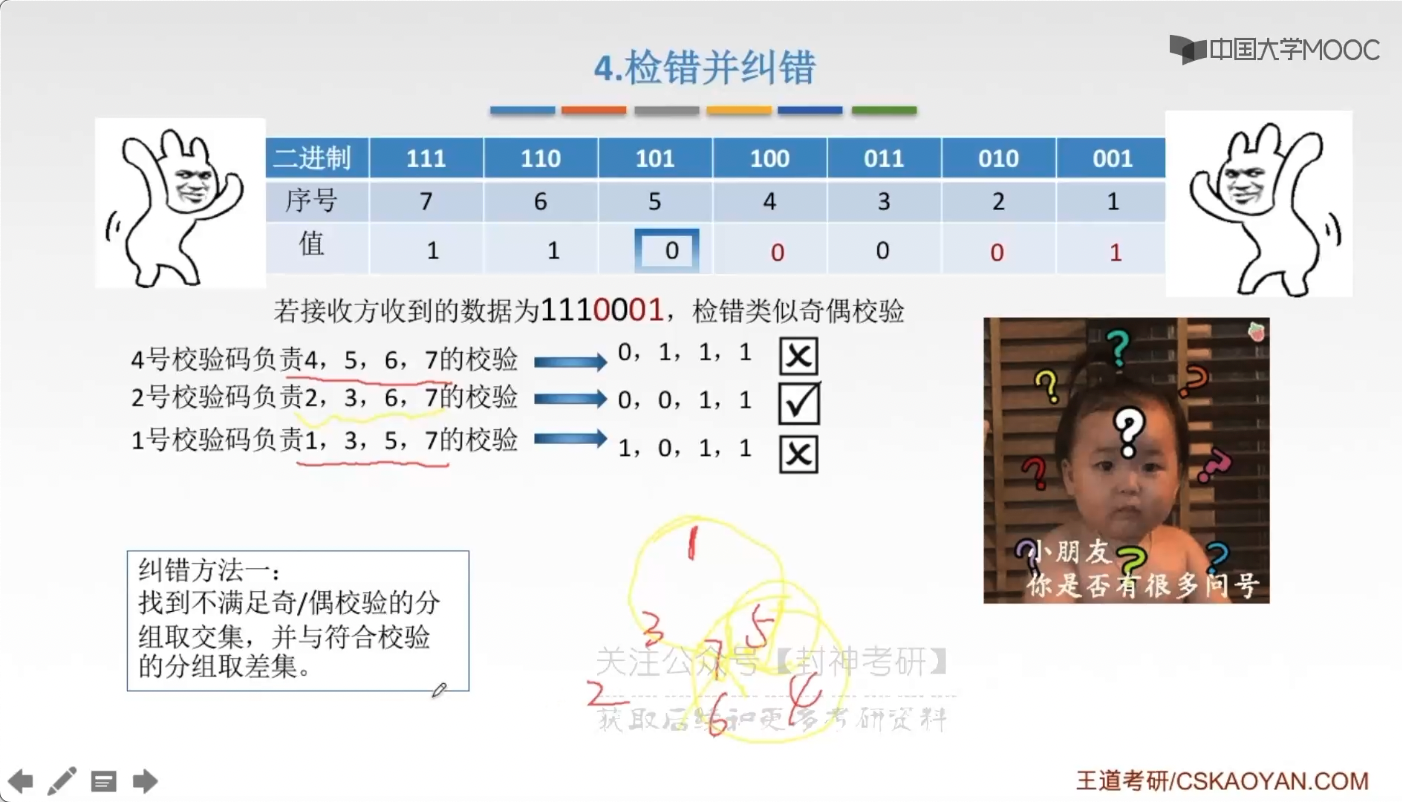 4.检错并纠错
中国大学MOOC
二进制 111 110 101 100 011 010 001
序号 7 6 5 4 3 2 1
值 1 1 0 0 0 0 1
若接收方收到的数据为1110001，检错类似奇偶校验
4号校验码负责4，5，6，7的校验 0，1，1，1
2号校验码负责2，3，6，7的校验 0，0，1，1
1号校验码负责1，3，5，7的校验 1，0，1，1
纠错方法一：
找到不满足奇/偶校验的分
组取交集，并与符合校验
的分组取差集。
1
3 7 5
2 6 4
关注公众号【封神考研】
获取后续和更多考研资料
小朋友
你是否有很多问号
王道考研/CSKAOYAN.COM